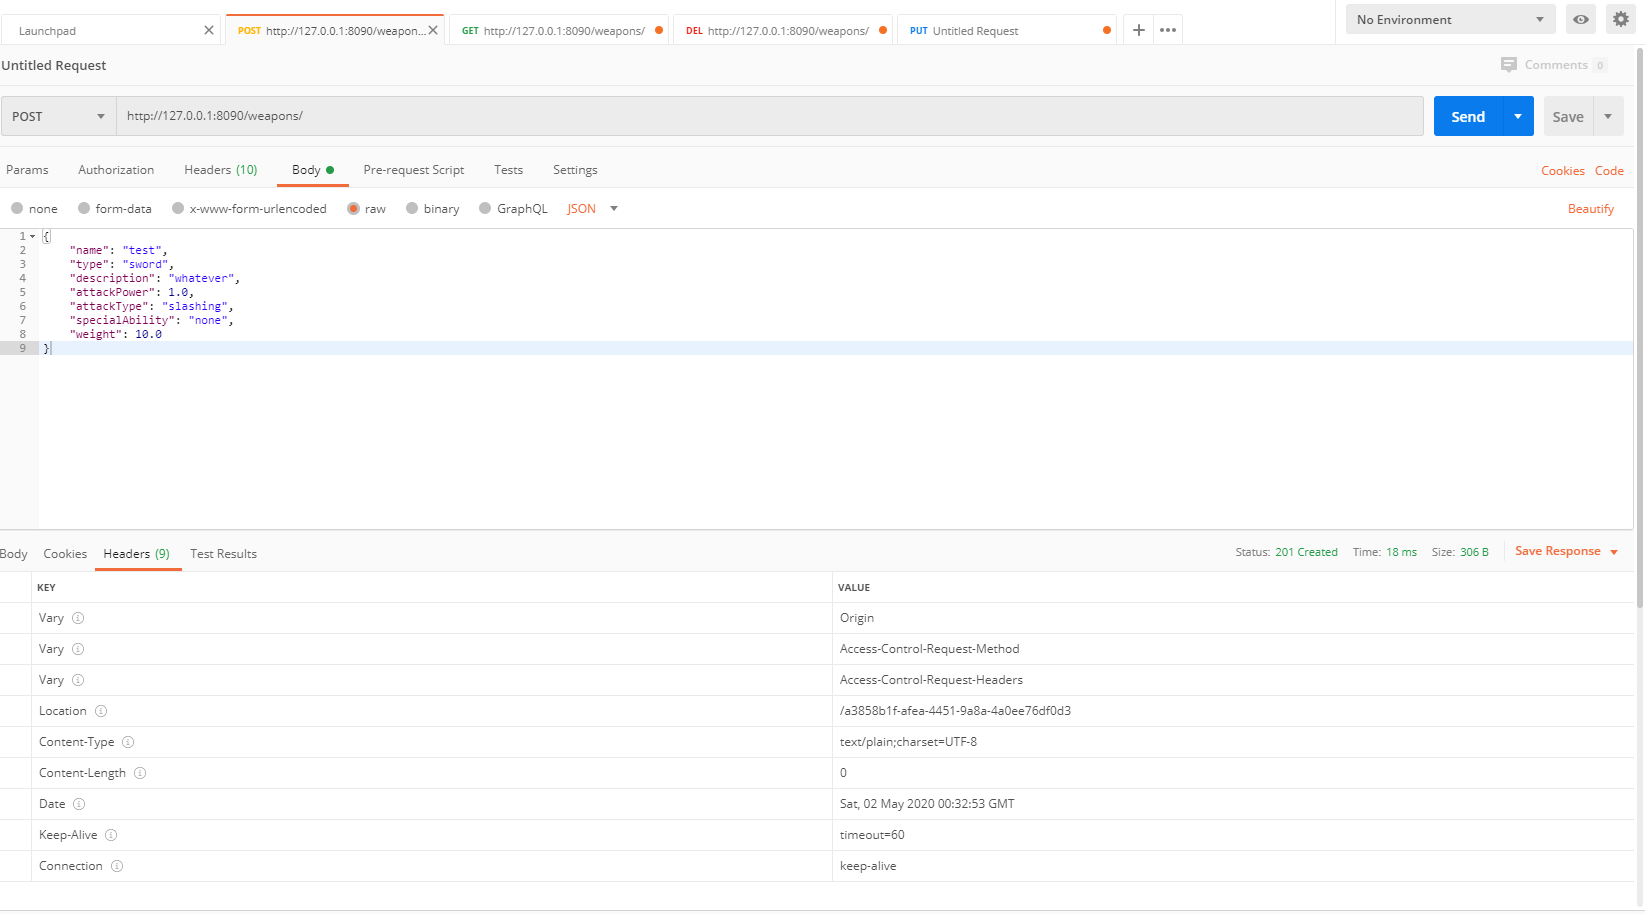 Launchpad
POST http://127.0.0.1:8090/weapon...
GET http://127.0.0.1:8090/weapons/
DEL http://127.0.0.1:8090/weapons/
PUT Untitled Request
No Environment
Untitled Request
Comments 0
POST http://127.0.0.1:8090/weapons/ Send Save
Params Authorization Headers (10) Body Pre-request Script Tests Settings Cookies Code
none form-data x-www-form-urlencoded raw binary GraphQL JSON Beautify
1 {
2 "name": "test",
3 "type": "sword",
4 "description": "whatever",
5 "attackPower": 1.0,
6 "attackType": "slashing",
7 "specialAbility": "none",
8 "weight": 10.0
9 }
Body Cookies Headers (9) Test Results Status: 201 Created Time: 18 ms Size: 306 B Save Response
KEY VALUE
Vary Origin
Vary Access-Control-Request-Method
Vary Access-Control-Request-Headers
Location /a3858b1f-afea-4451-9a8a-4a0ee76df0d3
Content-Type text/plain;charset=UTF-8
Content-Length 0
Date Sat, 02 May 2020 00:32:53 GMT
Keep-Alive timeout=60
Connection keep-alive